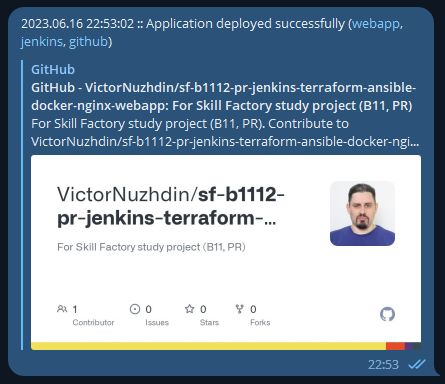 2023.06.16 22:53:02 :: Application deployed successfully (webapp,
jenkins, github)
GitHub
GitHub - VictorNuzhdin/sf-b1112-pr-jenkins-terraform-ansible-
docker-nginx-webapp: For Skill Factory study project (B11, PR)
For Skill Factory study project (B11, PR). Contribute to
VictorNuzhdin/sf-b1112-pr-jenkins-terraform-ansible-docker-ngi...
VictorNuzhdin/sf-b1112-
pr-jenkins-terraform-...
For Skill Factory study project (B11, PR)
1 0 0 0
Contributor Issues Stars Forks
22:53